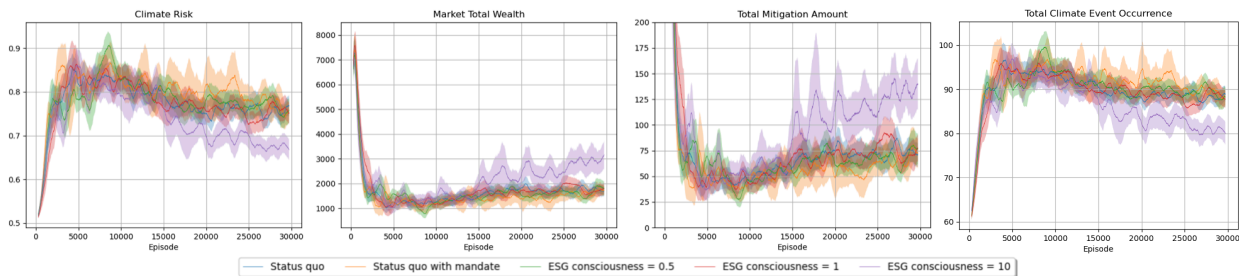 Climate Risk
0.9
0.8
0.7
0.6
0.5
0 5000 10000 15000 20000 25000 30000
Episode
Market Total Wealth
8000
7000
6000
5000
4000
3000
2000
1000
0 5000 10000 15000 20000 25000 30000
Episode
Total Mitigation Amount
200
175
150
125
100
75
50
25
0
0 5000 10000 15000 20000 25000 30000
Episode
Total Climate Event Occurrence
100
90
80
70
60
0 5000 10000 15000 20000 25000 30000
Episode
Status quo Status quo with mandate ESG consciousness = 0.5 ESG consciousness = 1 ESG consciousness = 10